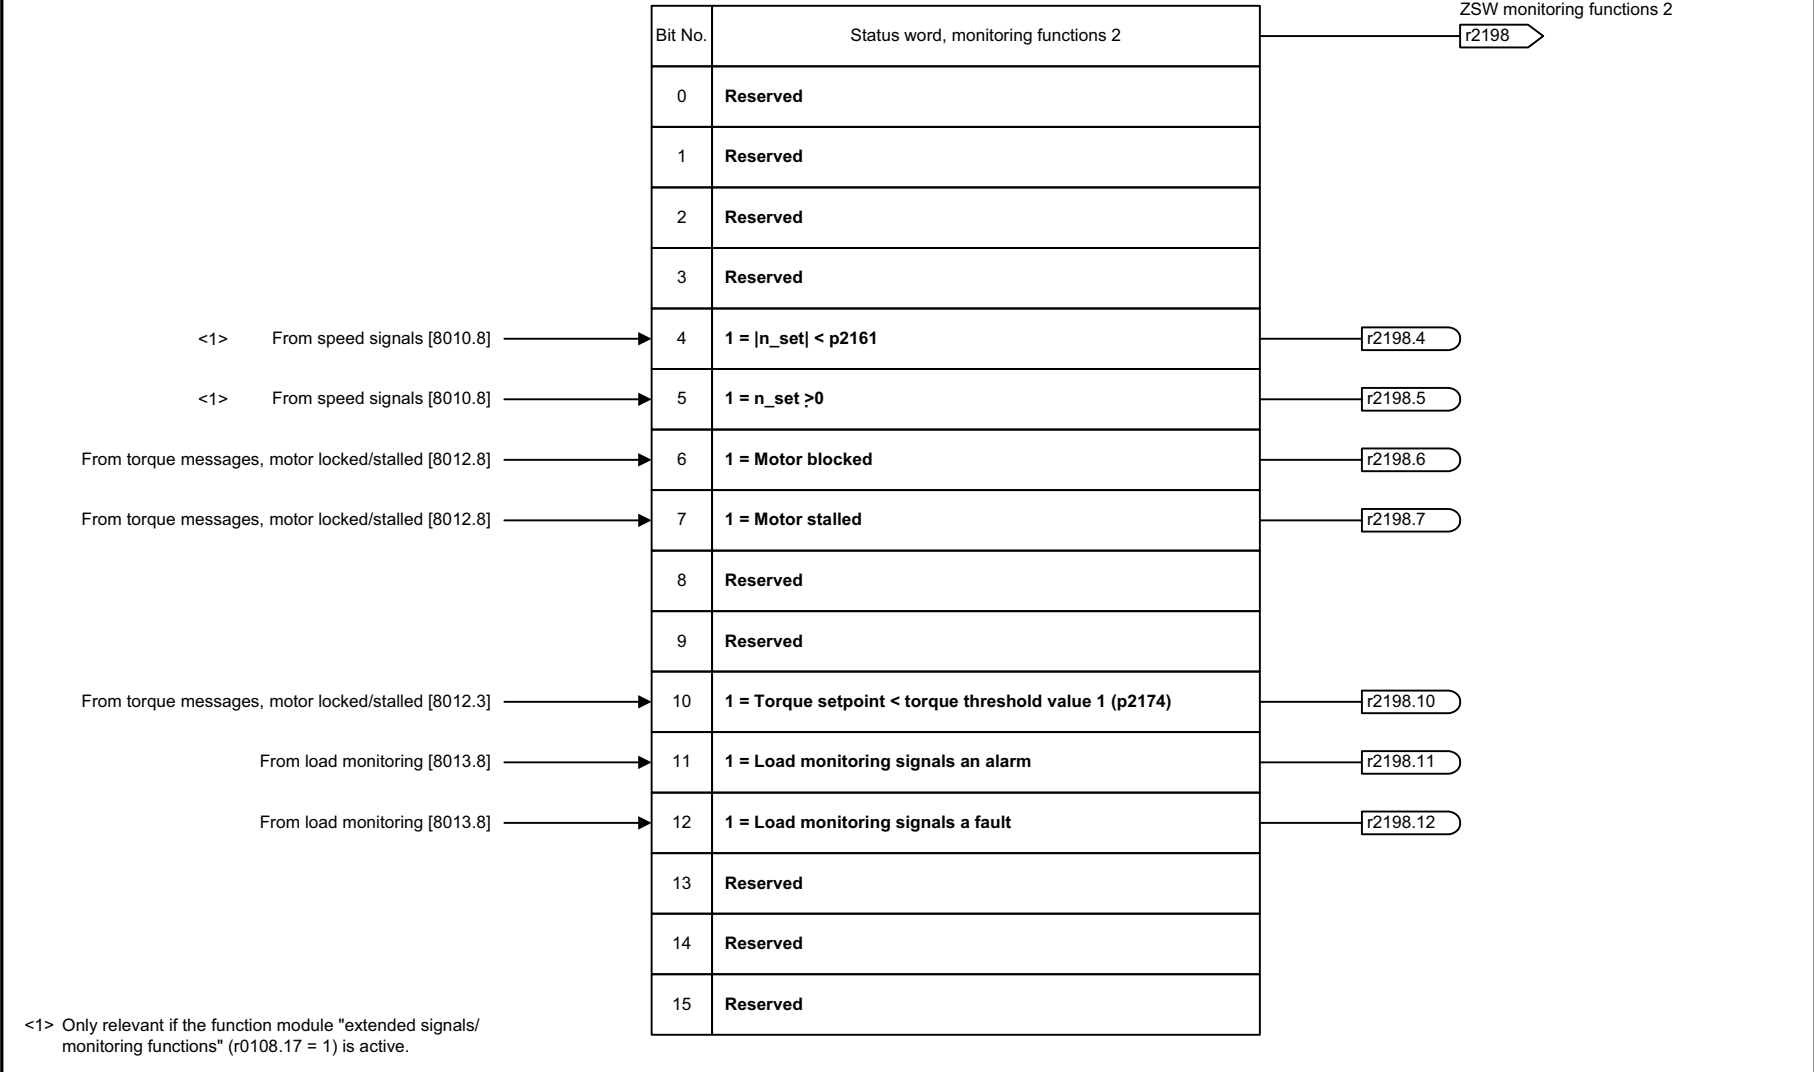 ZSW monitoring functions 2
Bit No. Status word, monitoring functions 2 r2198
0 Reserved
1 Reserved
2 Reserved
3 Reserved
<1> From speed signals [8010.8] 4 1 = |n_set| < p2161 r2198.4
<1> From speed signals [8010.8] 5 1 = n_set >0 r2198.5
From torque messages, motor locked/stalled [8012.8] 6 1 = Motor blocked r2198.6
From torque messages, motor locked/stalled [8012.8] 7 1 = Motor stalled r2198.7
8 Reserved
9 Reserved
From torque messages, motor locked/stalled [8012.3] 10 1 = Torque setpoint < torque threshold value 1 (p2174) r2198.10
From load monitoring [8013.8] 11 1 = Load monitoring signals an alarm r2198.11
From load monitoring [8013.8] 12 1 = Load monitoring signals a fault r2198.12
13 Reserved
14 Reserved
15 Reserved
<1> Only relevant if the function module "extended signals/
monitoring functions" (r0108.17 = 1) is active.